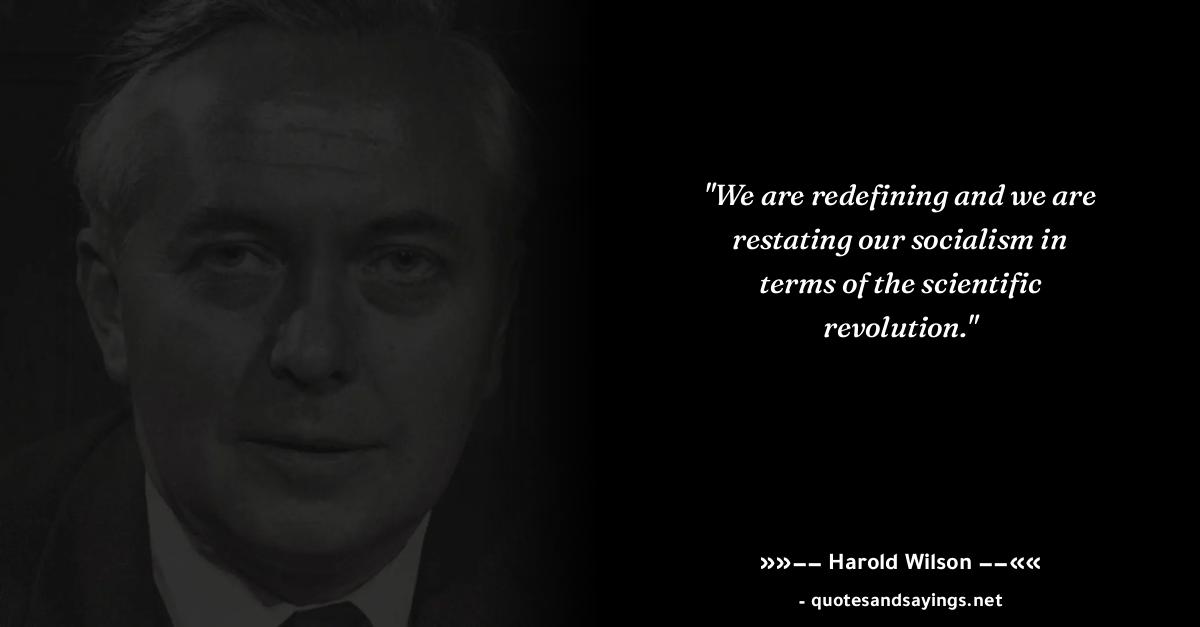 "We are redefining and we are
restating our socialism in
terms of the scientific
revolution."
»»−− Harold Wilson −−««
- quotesandsayings.net